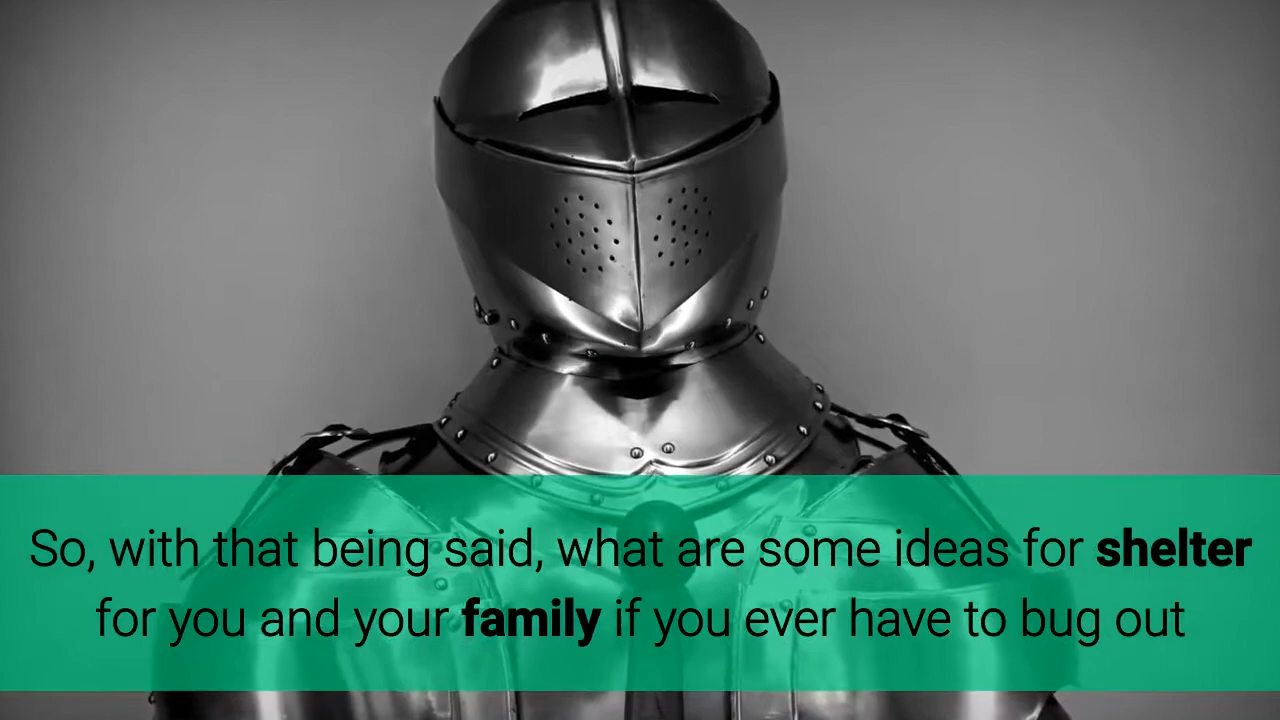 So, with that being said, what are some ideas for shelter
for you and your family if you ever have to bug out